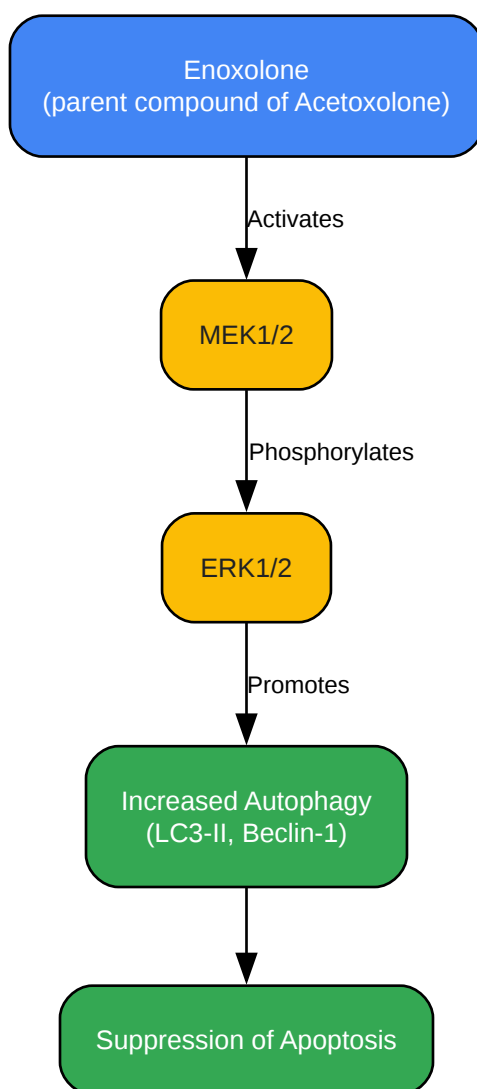 Enoxolone
(parent compound of Acetoxolone)
Activates
MEK1/2
Phosphorylates
ERK1/2
Promotes
Increased Autophagy
(LC3-II, Beclin-1)
Suppression of Apoptosis